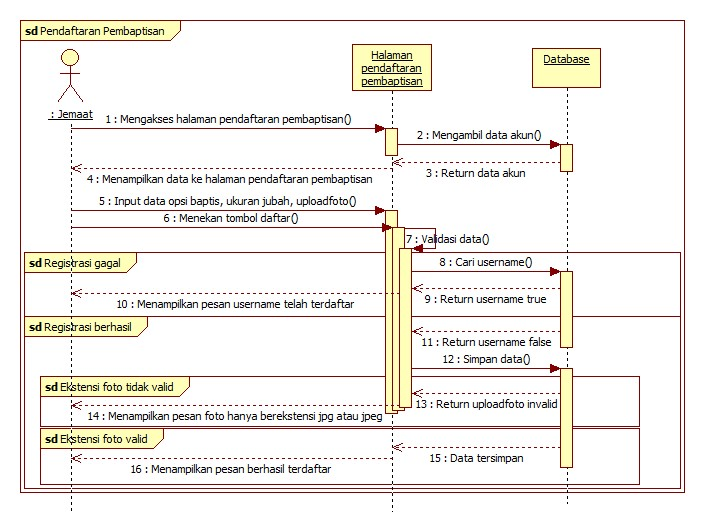 sd Pendaftaran Pembaptisan
Halaman
pendaftaran
pembaptisan
Database
: Jemaat
1 : Mengakses halaman pendaftaran pembaptisan()
2 : Mengambil data akun()
3 : Return data akun
4 : Menampilkan data ke halaman pendaftaran pembaptisan
5 : Input data opsi baptis, ukuran jubah, uploadfoto()
6 : Menekan tombol daftar()
7 : Validasi data()
sd Registrasi gagal
8 : Cari username()
9 : Return username true
10 : Menampilkan pesan username telah terdaftar
sd Registrasi berhasil
11 : Return username false
12 : Simpan data()
sd Ekstensi foto tidak valid
13 : Return uploadfoto invalid
14 : Menampilkan pesan foto hanya berekstensi jpg atau jpeg
sd Ekstensi foto valid
15 : Data tersimpan
16 : Menampilkan pesan berhasil terdaftar